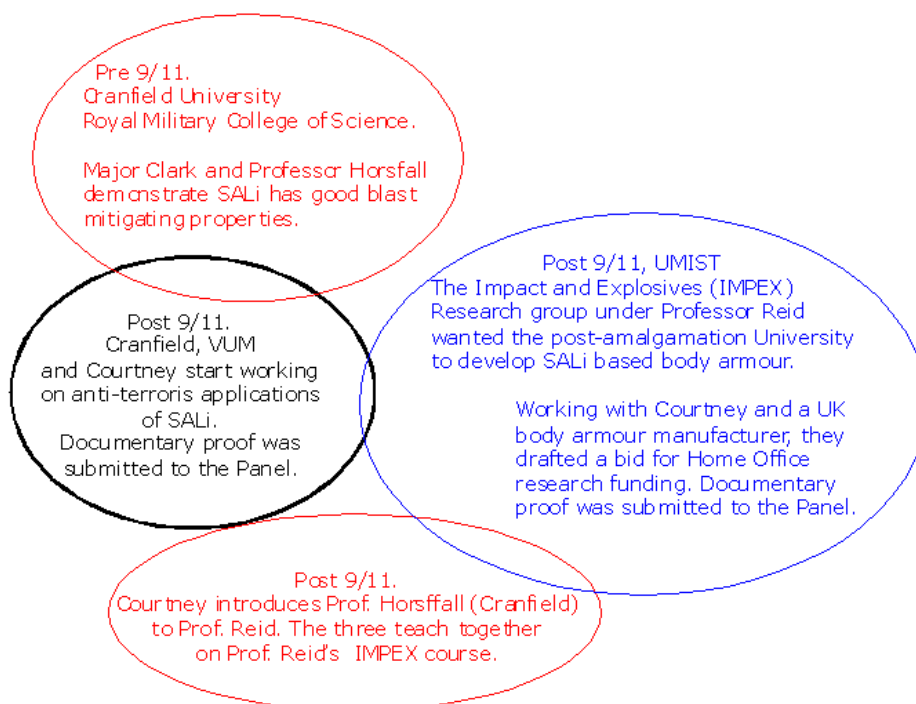 Pre 9/11.
Cranfield University
Royal Military College of Science.
Major Clark and Professor Horsfall
demonstrate SALi has good blast
mitigating properties.
Post 9/11, UMIST
The Impact and Explosives (IMPEX)
Research group under Professor Reid
wanted the post-amalgamation University
to develop SALi based body armour.
Working with Courtney and a UK
body armour manufacturer, they
drafted a bid for Home Office
research funding. Documentary
proof was submitted to the Panel.
Post 9/11.
Cranfield, VUM
and Courtney start working
on anti-terroris applications
of SALi.
Documentary proof was
submitted to the Panel.
Post 9/11.
Courtney introduces Prof. Horsffall (Cranfield)
to Prof. Reid. The three teach together
on Prof. Reid's IMPEX course.